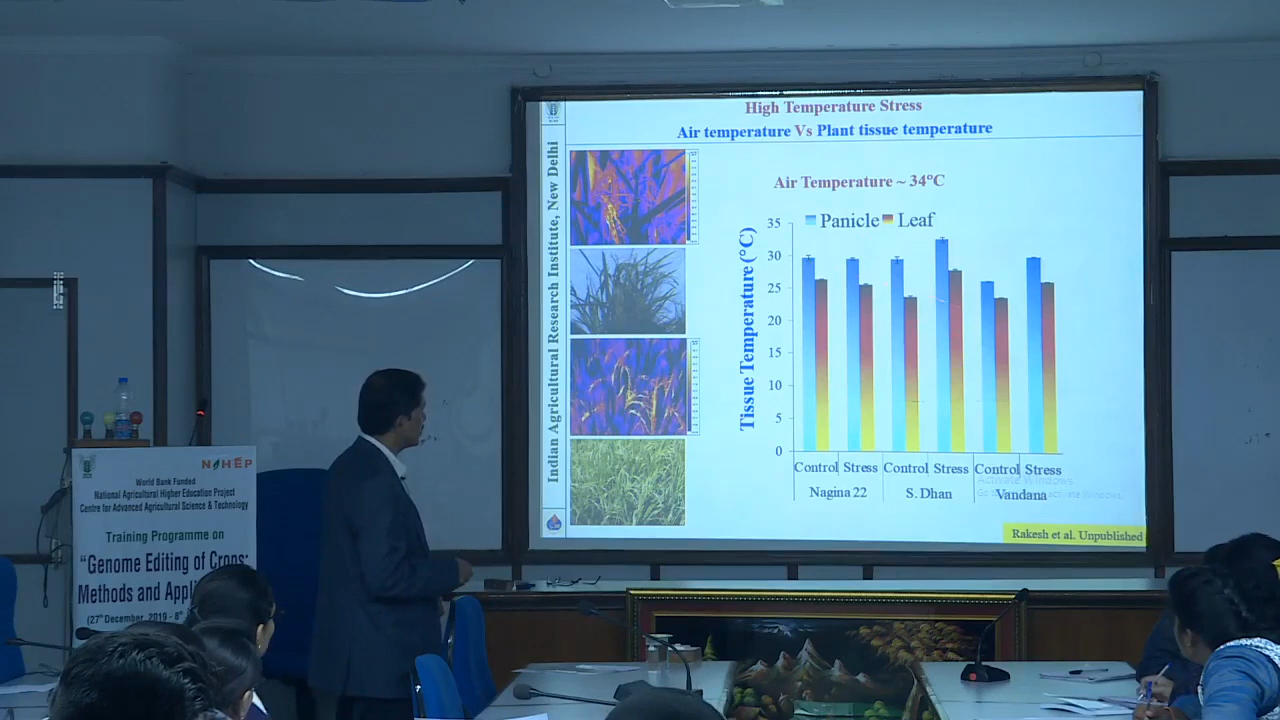 High Temperature Stress
Air temperature Vs Plant tissue temperature
Indian Agricultural Research Institute, New Delhi
Air Temperature ~ 34°C
Panicle Leaf
Tissue Temperature (°C)
35
30
25
20
15
10
5
0
Control Stress Control Stress Control Stress
Nagina 22 S. Dhan Vandana
Activate Windows
Rakesh et al. Unpublished
NAHEP
World Bank Funded
National Agricultural Higher Education Project
Centre for Advanced Agricultural Science & Technology
Training Programme on
"Genome Editing of Crops:
Methods and
(27th December, 2019 - 8th